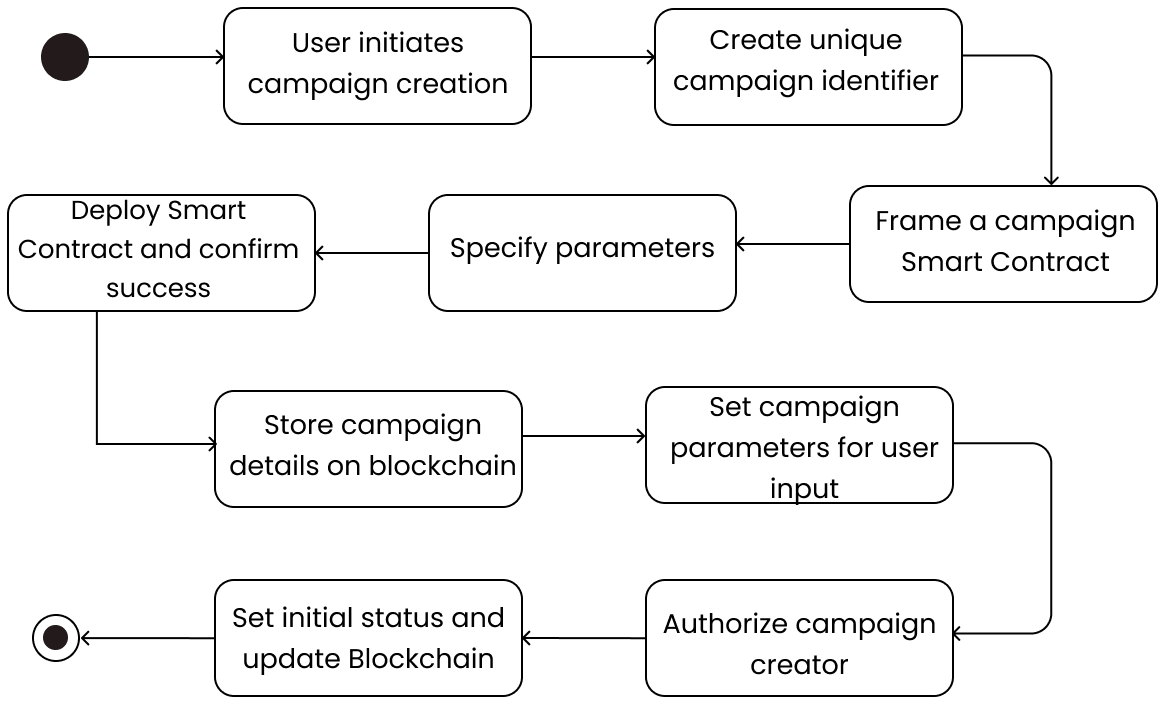 User initiates
campaign creation
Create unique
campaign identifier
Frame a campaign
Smart Contract
Specify parameters
Deploy Smart
Contract and confirm
success
Store campaign
details on blockchain
Set campaign
parameters for user
input
Authorize campaign
creator
Set initial status and
update Blockchain